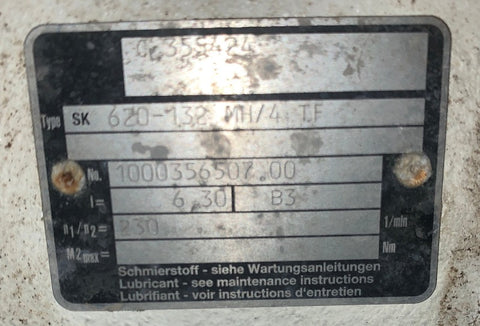 C 355424
Type SK 620-132 MH/4 TF
No. 1000356507.00
i= 6,30 B3
n1/n2= 230 1/min
M2max= Nm
Schmierstoff - siehe Wartungsanleitungen
Lubricant - see maintenance instructions
Lubrifiant - voir instructions d'entretien